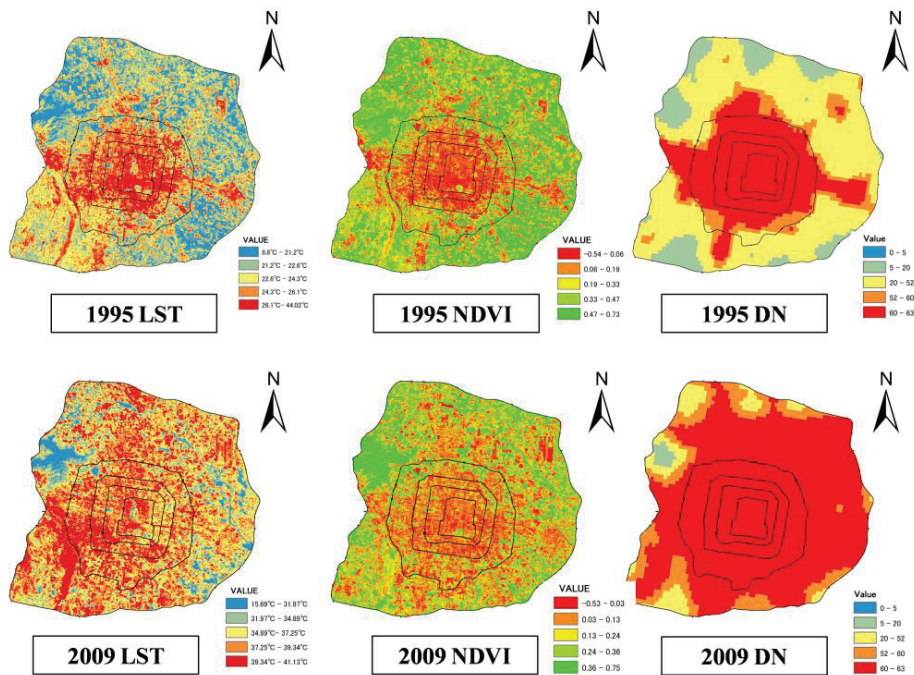 N
N
N
VALUE
8.8°C - 21.2°C
21.2°C - 22.6°C
22.6°C - 24.3°C
24.3°C - 26.1°C
26.1°C - 44.02°C
VALUE
-0.54 - 0.06
0.06 - 0.19
0.19 - 0.33
0.33 - 0.47
0.47 - 0.73
Value
0 - 5
5 - 20
20 - 52
52 - 60
60 - 63
1995 LST
1995 NDVI
1995 DN
N
N
N
VALUE
15.69°C - 31.97°C
31.97°C - 34.89°C
34.89°C - 37.25°C
37.25°C - 39.34°C
39.34°C - 41.13°C
VALUE
-0.53 - 0.03
0.03 - 0.13
0.13 - 0.24
0.24 - 0.36
0.36 - 0.75
Value
0 - 5
5 - 20
20 - 52
52 - 60
60 - 63
2009 LST
2009 NDVI
2009 DN